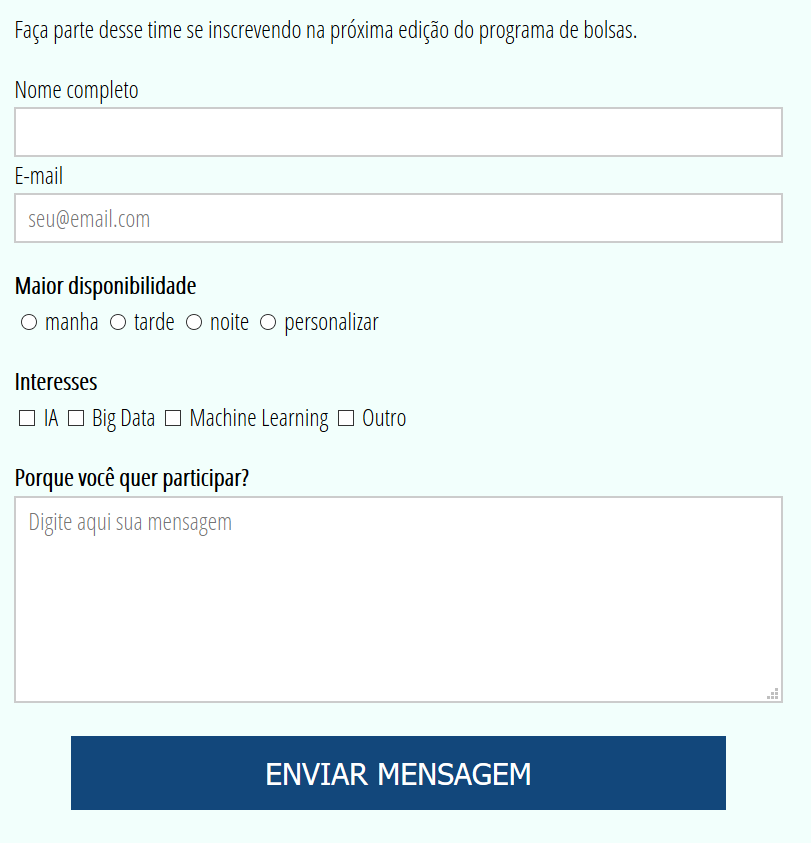 Faça parte desse time se inscrevendo na próxima edição do programa de bolsas.
Nome completo
E-mail
seu@email.com
Maior disponibilidade
manha tarde noite personalizar
Interesses
IA Big Data Machine Learning Outro
Porque você quer participar?
Digite aqui sua mensagem
ENVIAR MENSAGEM